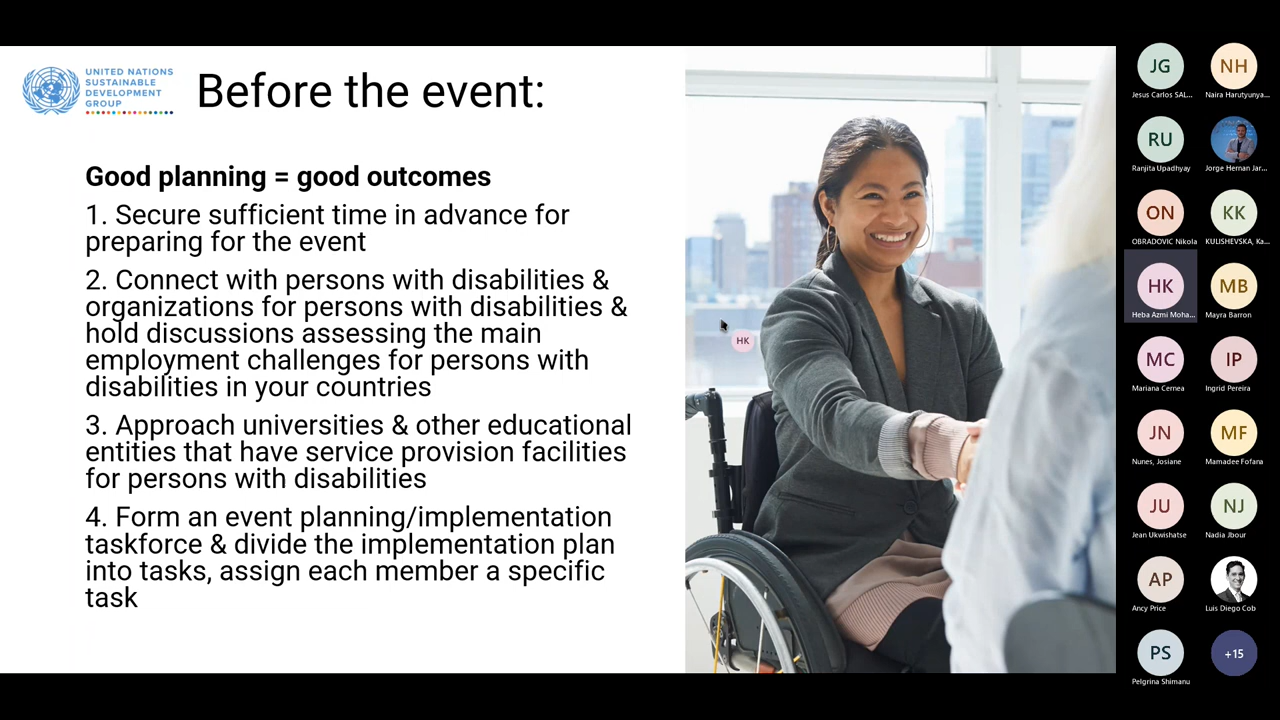 UNITED NATIONS
SUSTAINABLE
DEVELOPMENT
GROUP
Before the event:
Good planning = good outcomes
1. Secure sufficient time in advance for
preparing for the event
2. Connect with persons with disabilities &
organizations for persons with disabilities &
hold discussions assessing the main
employment challenges for persons with
disabilities in your countries
3. Approach universities & other educational
entities that have service provision facilities
for persons with disabilities
4. Form an event planning/implementation
taskforce & divide the implementation plan
into tasks, assign each member a specific
task
HK
JG
NH
Jesus Carlos SAL...
Naira Harutyunya...
RU
Ranjita Upadhyay
Jorge Hernan Jar...
ON
KK
OBRADOVIC Nikola
KULISHEVSKA, Ka...
HK
MB
Heba Azmi Moha...
Mayra Barron
MC
IP
Mariana Cernea
Ingrid Pereira
JN
MF
Nunes, Josiane
Mamadee Fofana
JU
NJ
Jean Ukwishatse
Nadia Jbour
AP
Ancy Price
Luis Diego Cob
PS
+15
Pelgrina Shimanu